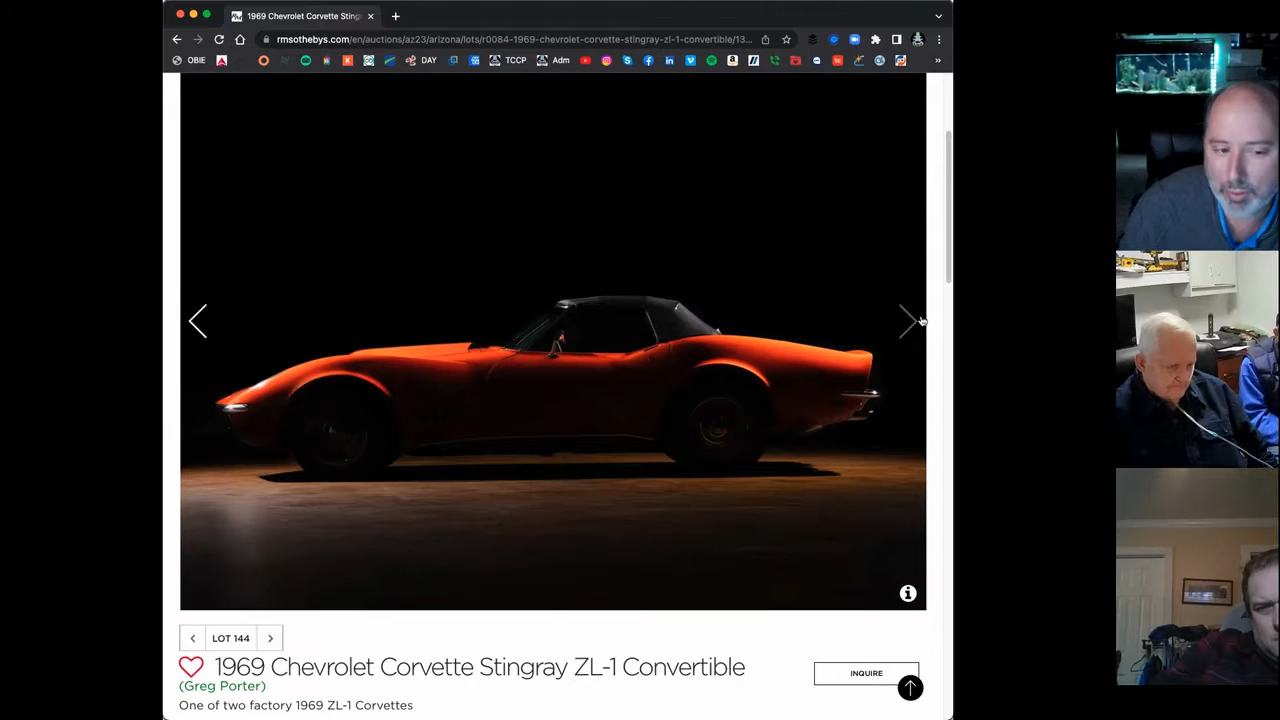 1969 Chevrolet Corvette Sting
rmsothebys.com/en/auctions/az23/arizona/lots/r0084-1969-chevrolet-corvette-stingray-zl-1-convertible/13...
OBIE
DAY
TCCP
Adm
LOT 144
1969 Chevrolet Corvette Stingray ZL-1 Convertible
INQUIRE
(Greg Porter)
One of two factory 1969 ZL-1 Corvettes